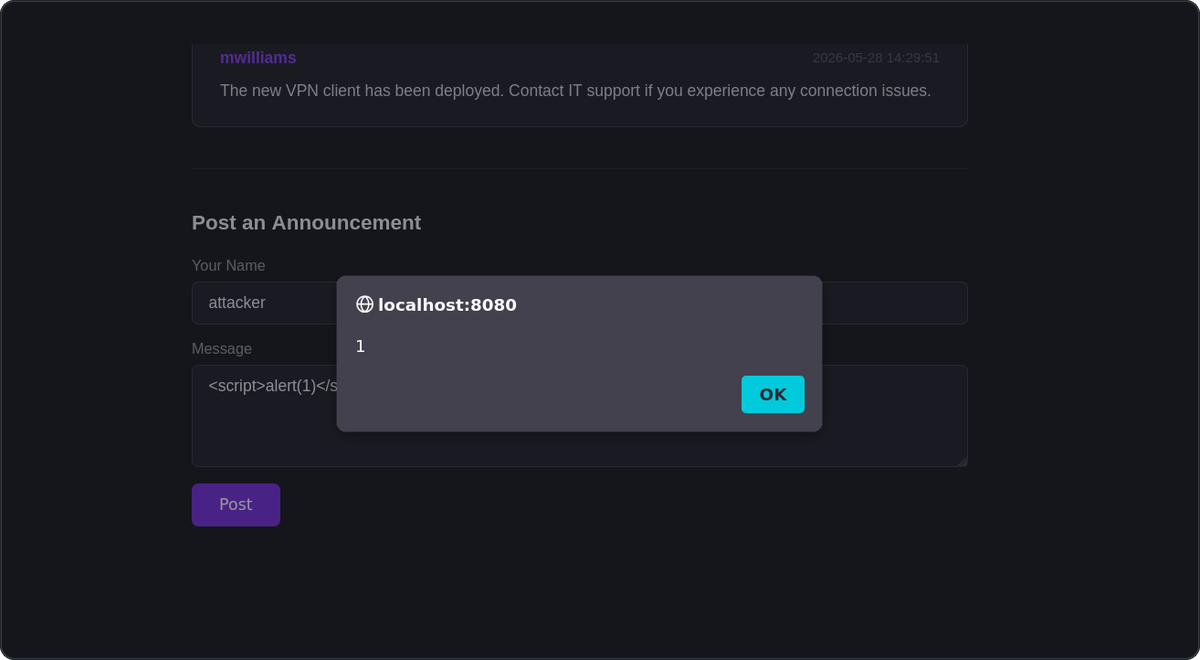 mwilliams 2026-05-28 14:29:51
The new VPN client has been deployed. Contact IT support if you experience any connection issues.
Post an Announcement
Your Name
attacker
localhost:8080
1
OK
Message
<script>alert(1)</s
Post